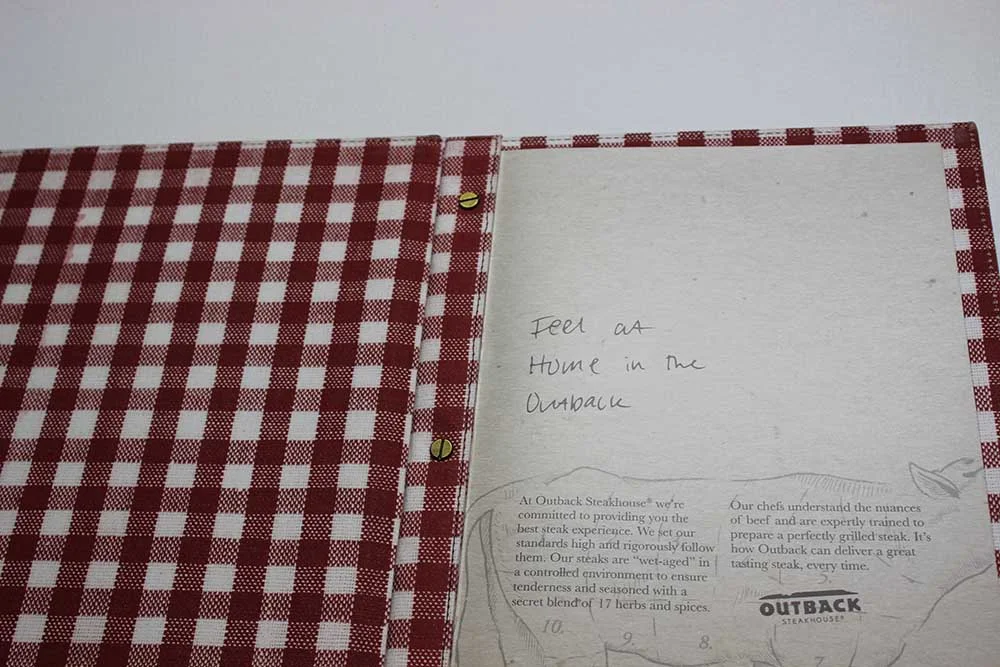 Feel at
Home in the
Outback
At Outback Steakhouse® we're
committed to providing you the
best steak experience. We set our
standards high and rigorously follow
them. Our steaks are “wet-aged” in
a controlled environment to ensure
tenderness and seasoned with a
secret blend of 17 herbs and spices.
Our chefs understand the nuances
of beef and are expertly trained to
prepare a perfectly grilled steak. It's
how Outback can deliver a great
tasting steak, every time.
OUTBACK
STEAKHOUSE®
10.
9.
8.
7.